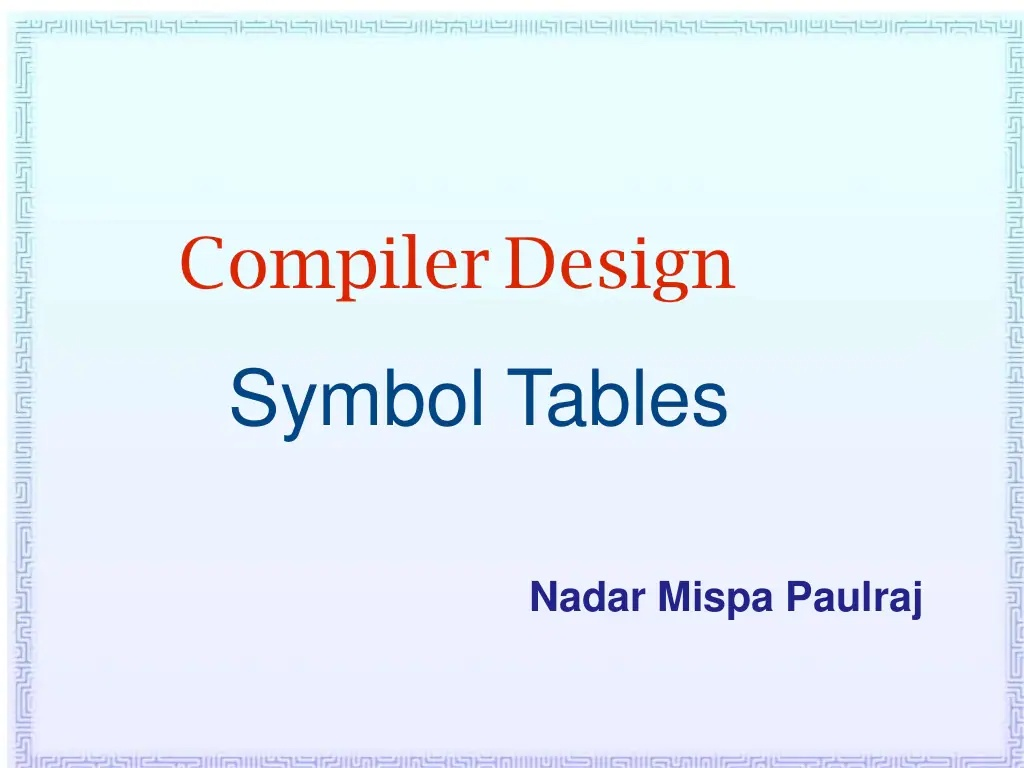 Compiler Design
Symbol Tables
Nadar Mispa Paulraj